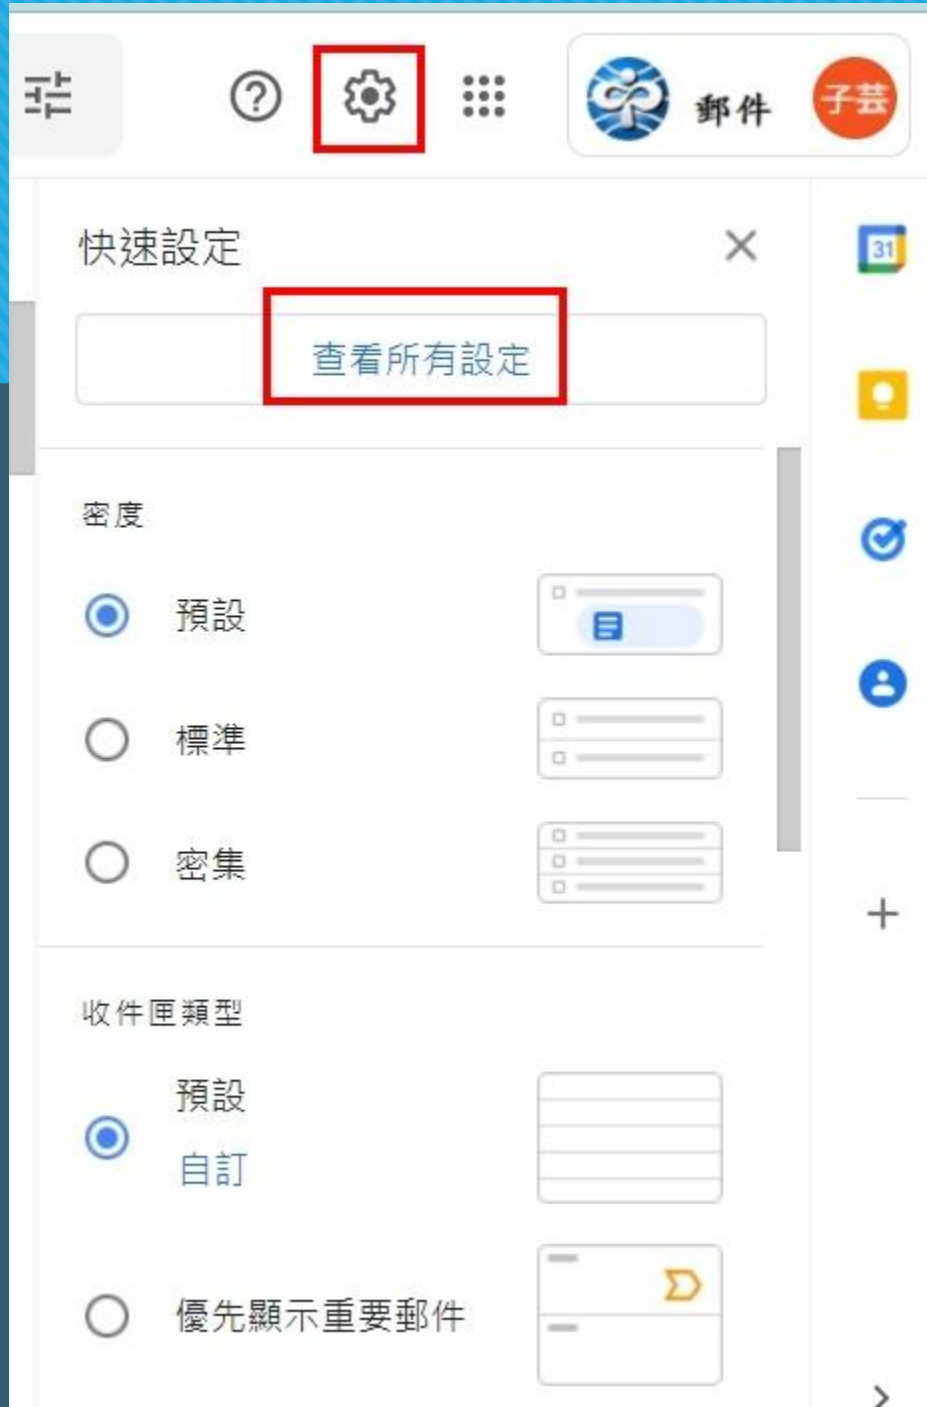 郵件 子芸
快速設定
31
查看所有設定
密度
預設
標準
密集
收件匣類型
預設
自訂
優先顯示重要郵件